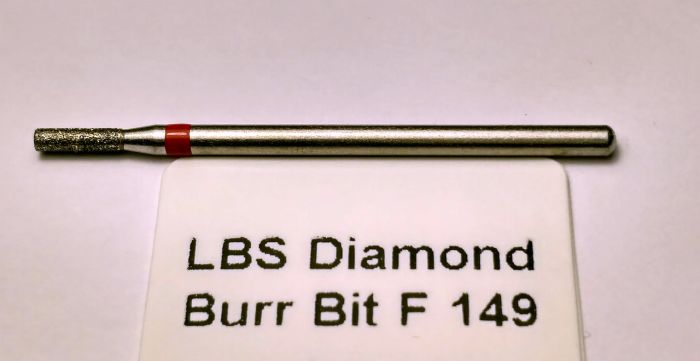 LBS Diamond
Burr Bit F 149